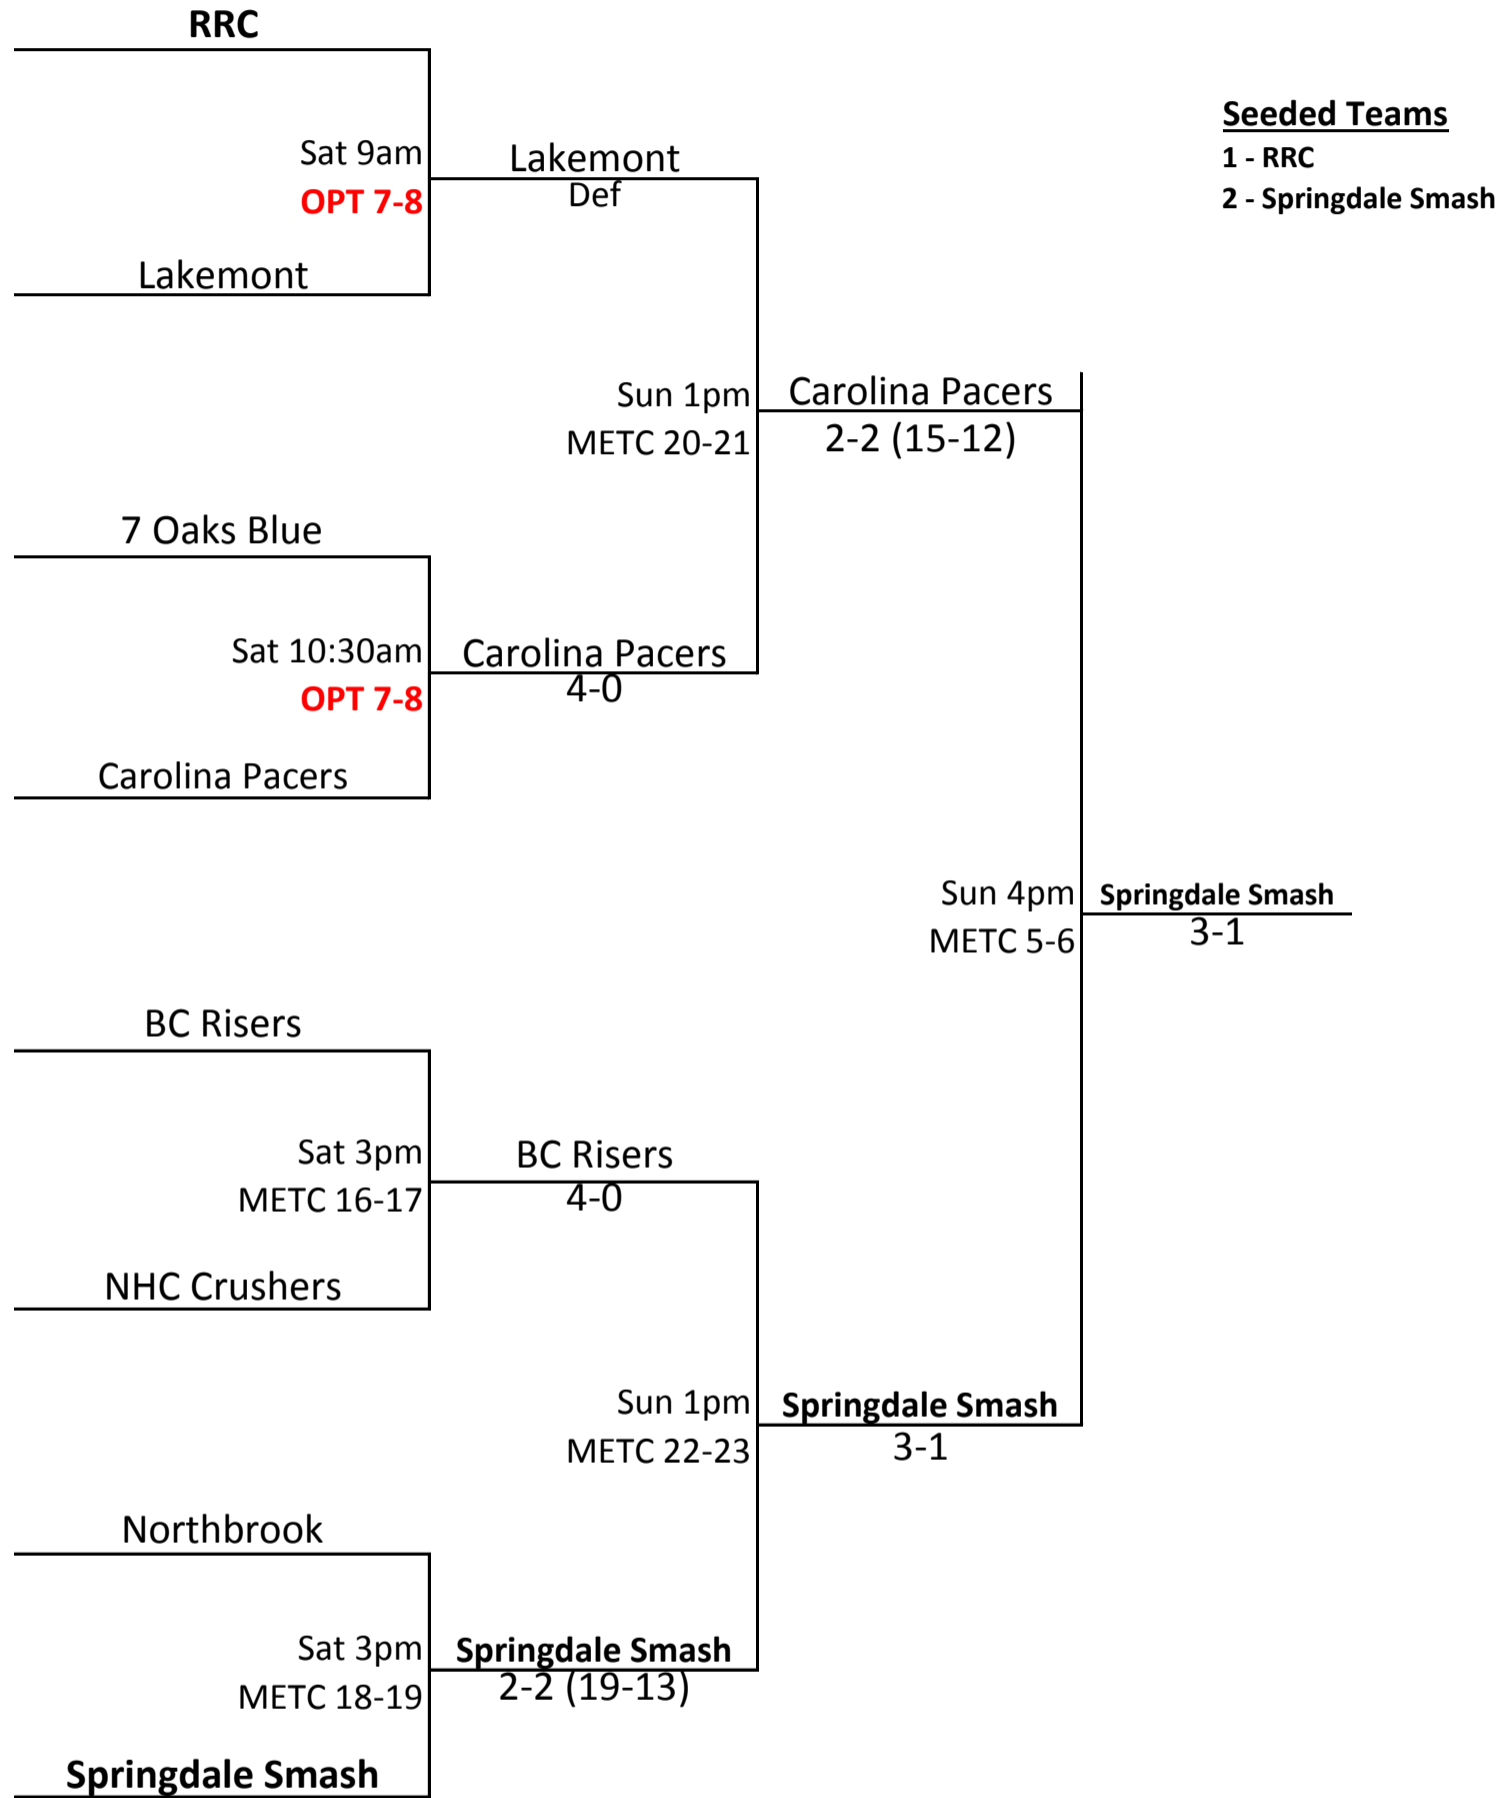 RRC
Seeded Teams
1 - RRC
2 - Springdale Smash
Sat 9am
OPT 7-8
Lakemont
Def
Lakemont
Sun 1pm
METC 20-21
Carolina Pacers
2-2 (15-12)
7 Oaks Blue
Sat 10:30am
OPT 7-8
Carolina Pacers
4-0
Carolina Pacers
Sun 4pm
METC 5-6
Springdale Smash
3-1
BC Risers
Sat 3pm
METC 16-17
BC Risers
4-0
NHC Crushers
Sun 1pm
METC 22-23
Springdale Smash
3-1
Northbrook
Sat 3pm
METC 18-19
Springdale Smash
2-2 (19-13)
Springdale Smash